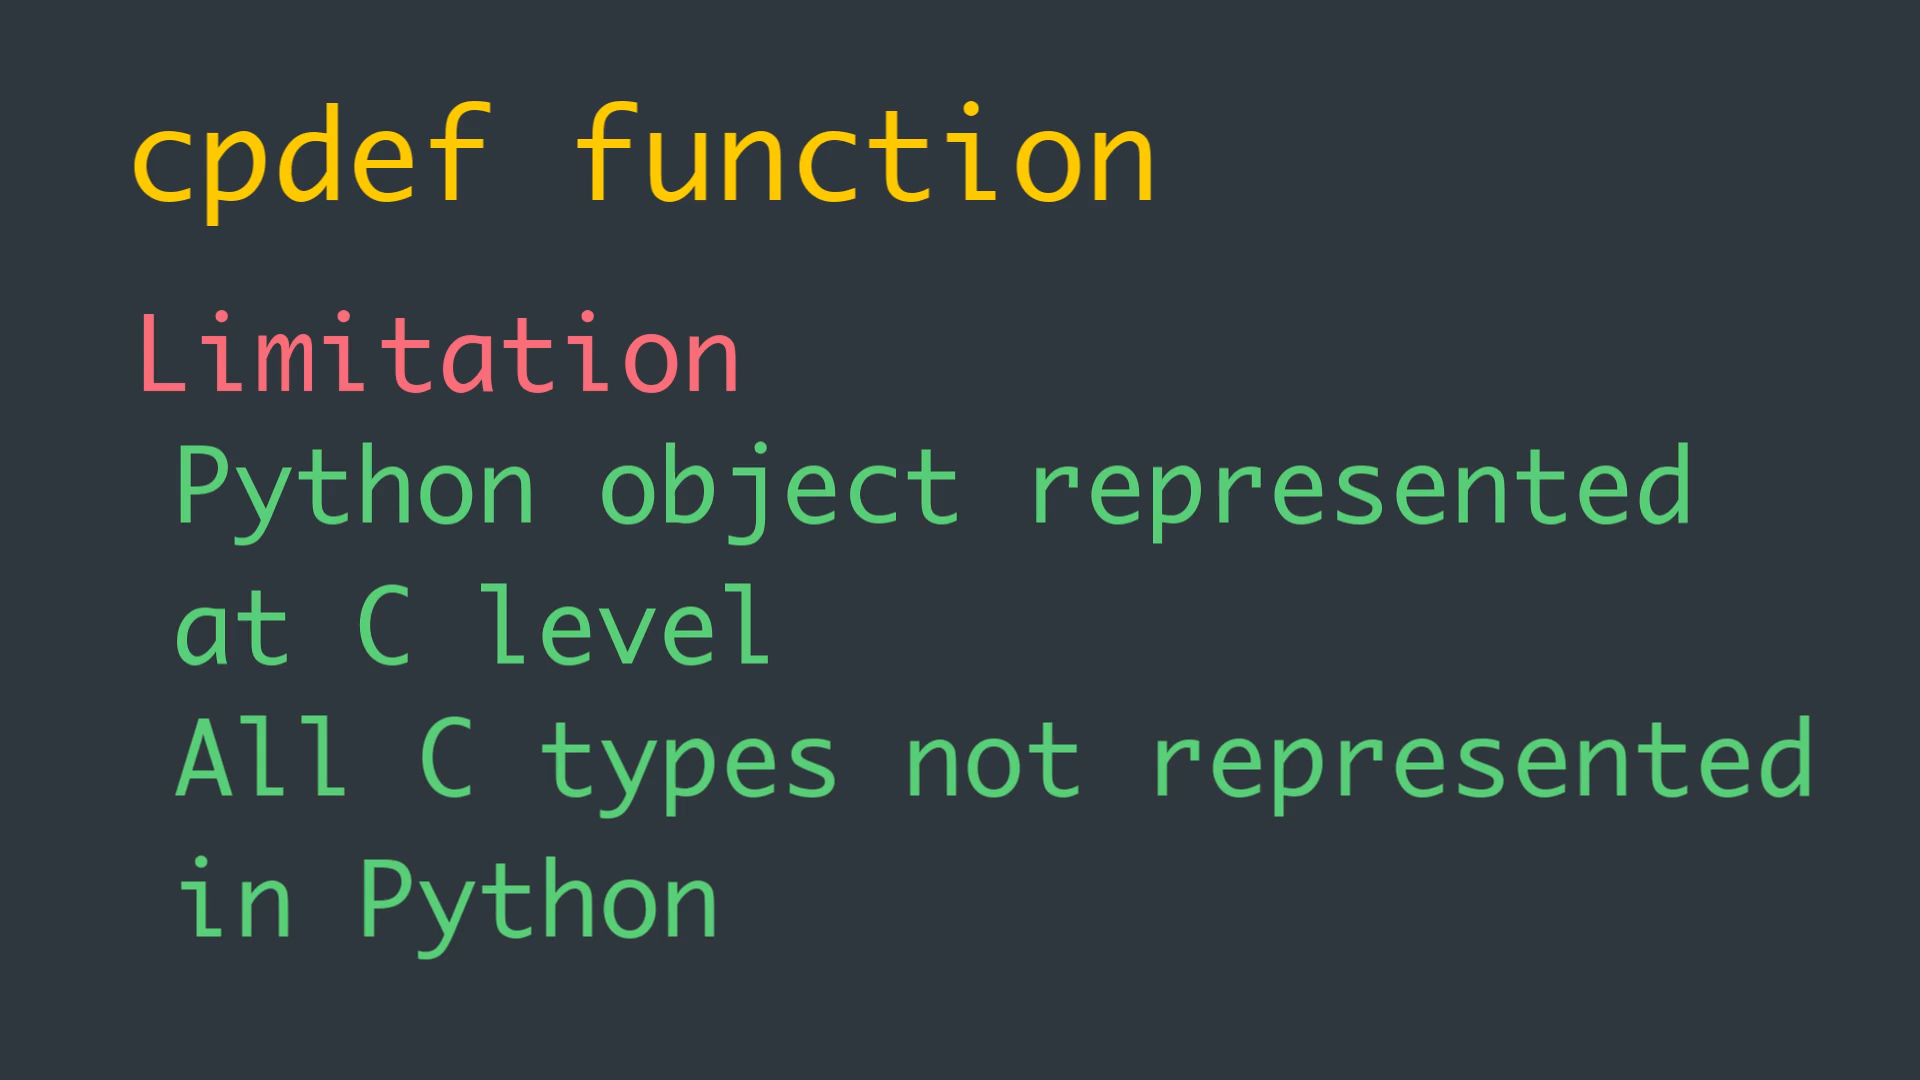 cpdef function
Limitation
Python object represented
at C level
All C types not represented
in Python